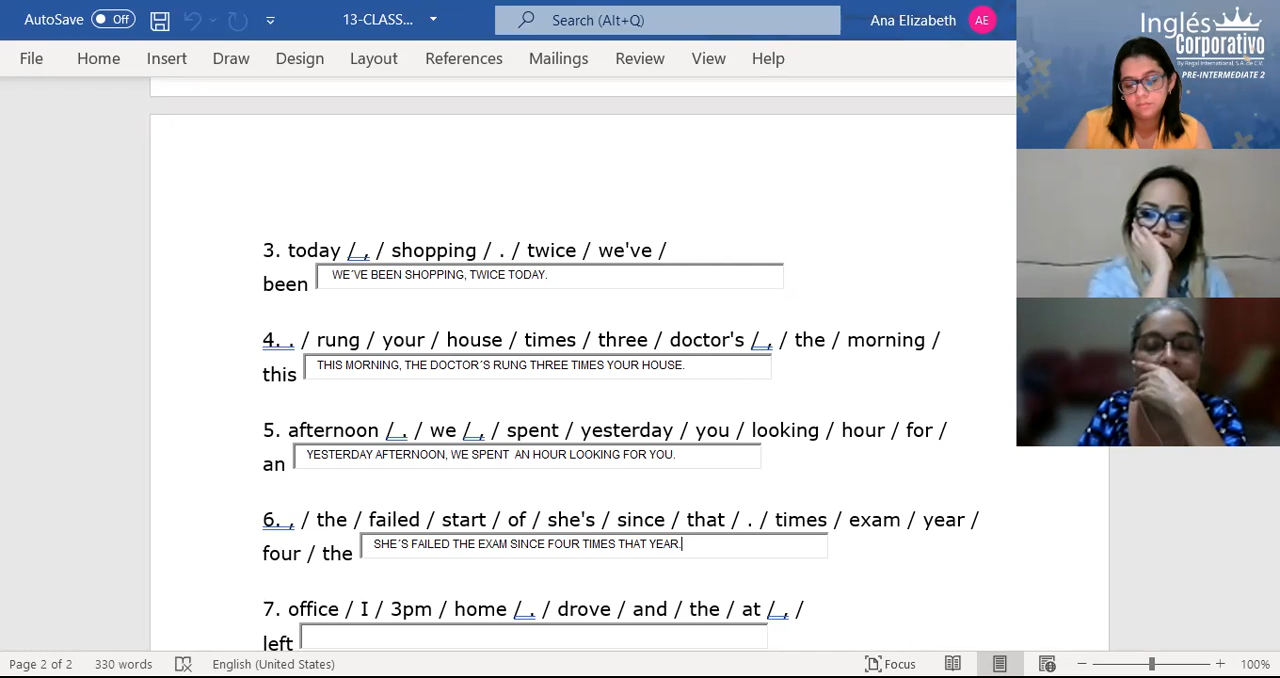 AutoSave Off 13-CLASS... Search (Alt+Q) Ana Elizabeth AE
File Home Insert Draw Design Layout References Mailings Review View Help
Inglés
Corporativo
By Regal International, S.A. de C.V.
PRE-INTERMEDIATE 2
3. today / , / shopping / . / twice / we've /
been WE´VE BEEN SHOPPING, TWICE TODAY.
4. . / rung / your / house / times / three / doctor's / , / the / morning /
this THIS MORNING, THE DOCTOR´S RUNG THREE TIMES YOUR HOUSE.
5. afternoon / . / we / , / spent / yesterday / you / looking / hour / for /
an YESTERDAY AFTERNOON, WE SPENT AN HOUR LOOKING FOR YOU.
6. , / the / failed / start / of / she's / since / that / . / times / exam / year /
four / the SHE´S FAILED THE EXAM SINCE FOUR TIMES THAT YEAR.
7. office / I / 3pm / home / . / drove / and / the / at / , /
left
Page 2 of 2 330 words English (United States) Focus 100%